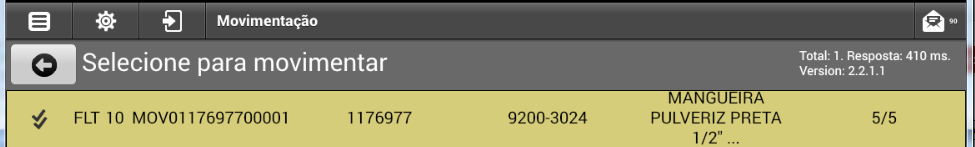 Movimentação
90
Selecione para movimentar
Total: 1. Resposta: 410 ms.
Version: 2.2.1.1
FLT 10 MOV0117697700001 1176977 9200-3024 MANGUEIRA PULVERIZ PRETA 1/2" ... 5/5